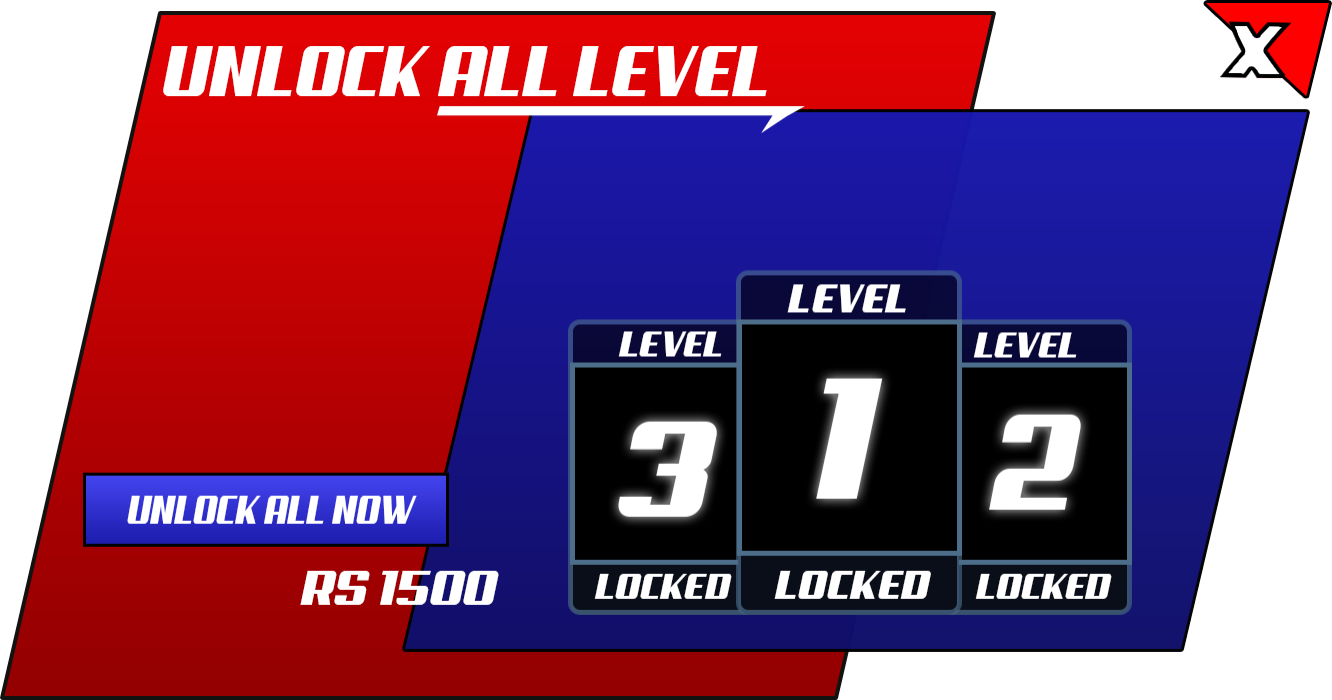 UNLOCK ALL LEVEL
X
LEVEL
3
LOCKED
LEVEL
1
LOCKED
LEVEL
2
LOCKED
UNLOCK ALL NOW
RS 1500